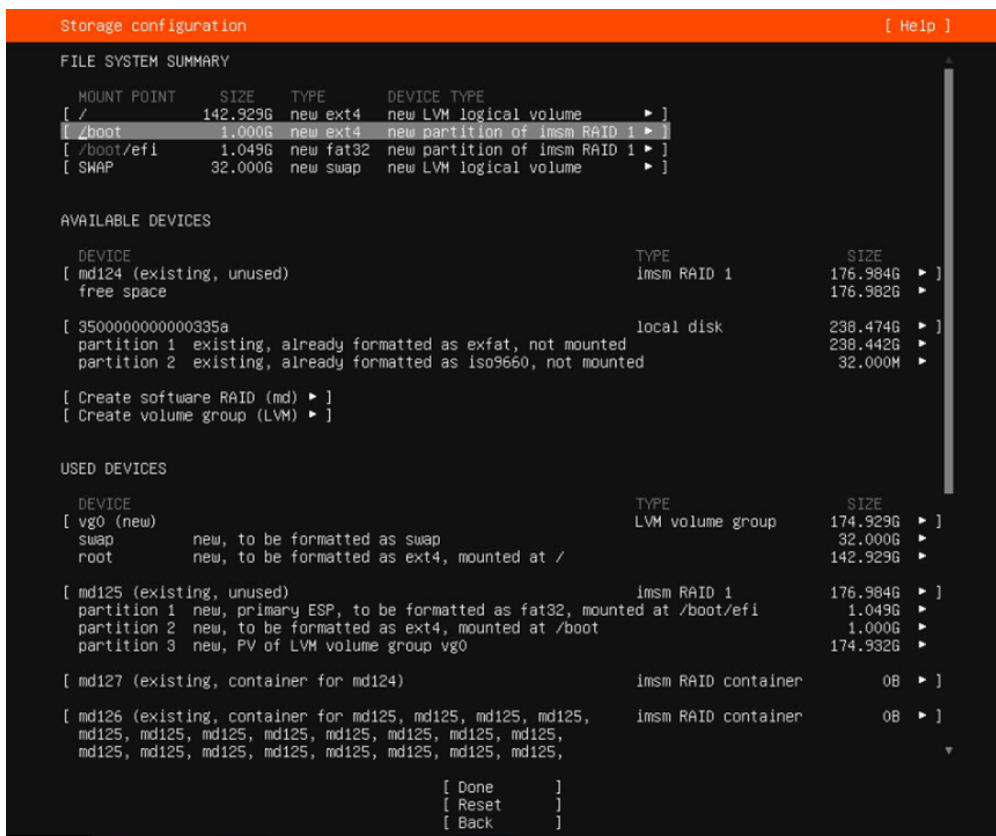 Storage configuration [ Help ]
FILE SYSTEM SUMMARY
MOUNT POINT SIZE TYPE DEVICE TYPE
[ / 142.929G new ext4 new LVM logical volume ▸ ]
[ /boot 1.000G new ext4 new partition of imsm RAID 1 ▸ ]
[ /boot/efi 1.049G new fat32 new partition of imsm RAID 1 ▸ ]
[ SWAP 32.000G new swap new LVM logical volume ▸ ]
AVAILABLE DEVICES
DEVICE TYPE SIZE
[ md124 (existing, unused) imsm RAID 1 176.984G ▸ ]
free space 176.982G ▸
[ 3500000000000335a local disk 238.474G ▸ ]
partition 1 existing, already formatted as exfat, not mounted 238.442G ▸
partition 2 existing, already formatted as iso9660, not mounted 32.000M ▸
[ Create software RAID (md) ▸ ]
[ Create volume group (LVM) ▸ ]
USED DEVICES
DEVICE TYPE SIZE
[ vg0 (new) LVM volume group 174.929G ▸ ]
swap new, to be formatted as swap 32.000G ▸
root new, to be formatted as ext4, mounted at / 142.929G ▸
[ md125 (existing, unused) imsm RAID 1 176.984G ▸ ]
partition 1 new, primary ESP, to be formatted as fat32, mounted at /boot/efi 1.049G ▸
partition 2 new, to be formatted as ext4, mounted at /boot 1.000G ▸
partition 3 new, PV of LVM volume group vg0 174.932G ▸
[ md127 (existing, container for md124) imsm RAID container 0B ▸ ]
[ md126 (existing, container for md125, md125, md125, md125, imsm RAID container 0B ▸ ]
md125, md125, md125, md125, md125, md125, md125, md125,
md125, md125, md125, md125, md125, md125, md125, md125,
[ Done ]
[ Reset ]
[ Back ]